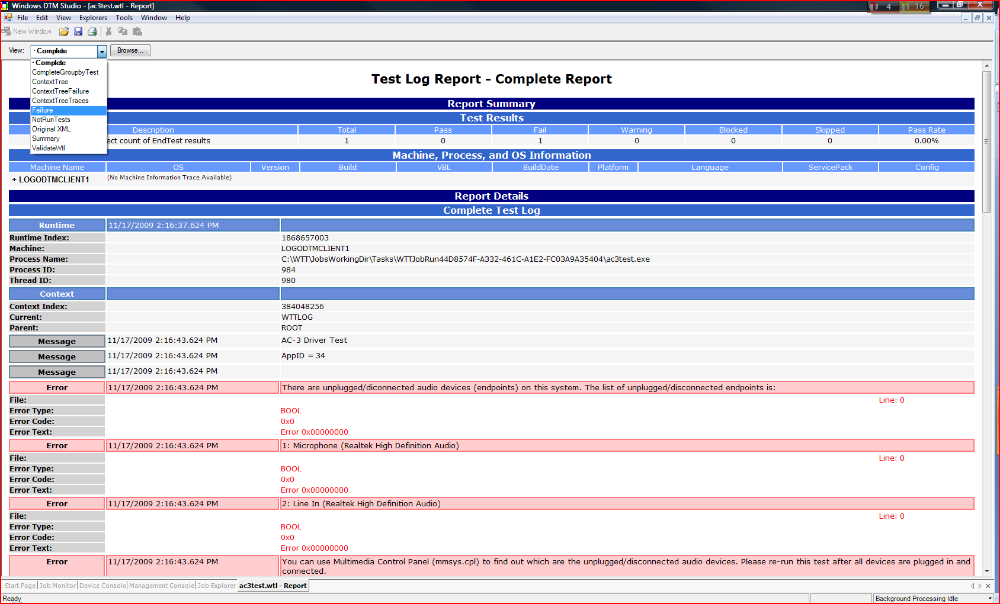 Windows DTM Studio - [ac3test.wtl - Report]
4 16
File Edit View Explorers Tools Window Help
New Window
View: · Complete Browse...
· Complete
CompleteGroupbyTest
ContextTree
ContextTreeFailure
ContextTreeTraces
Failure
NotRunTests
Original XML
Summary
ValidateWtl
Test Log Report - Complete Report
Report Summary
Test Results
Description Total Pass Fail Warning Blocked Skipped Pass Rate
ect count of EndTest results 1 0 1 0 0 0 0.00%
Machine, Process, and OS Information
Machine Name OS Version Build VBL BuildDate Platform Language ServicePack Config
+ LOGODTMCLIENT1 (No Machine Information Trace Available)
Report Details
Complete Test Log
Runtime 11/17/2009 2:16:37.624 PM
Runtime Index: 1868657003
Machine: LOGODTMCLIENT1
Process Name: C:\WTT\JobsWorkingDir\Tasks\WTTJobRun44D8574F-A332-461C-A1E2-FC03A9A35404\ac3test.exe
Process ID: 984
Thread ID: 980
Context
Context Index: 384048256
Current: WTTLOG
Parent: ROOT
Message 11/17/2009 2:16:43.624 PM AC-3 Driver Test
Message 11/17/2009 2:16:43.624 PM AppID = 34
Message 11/17/2009 2:16:43.624 PM
Error 11/17/2009 2:16:43.624 PM There are unplugged/diconnected audio devices (endpoints) on this system. The list of unplugged/disconnected endpoints is:
File: Line: 0
Error Type: BOOL
Error Code: 0x0
Error Text: Error 0x00000000
Error 11/17/2009 2:16:43.624 PM 1: Microphone (Realtek High Definition Audio)
File: Line: 0
Error Type: BOOL
Error Code: 0x0
Error Text: Error 0x00000000
Error 11/17/2009 2:16:43.624 PM 2: Line In (Realtek High Definition Audio)
File: Line: 0
Error Type: BOOL
Error Code: 0x0
Error Text: Error 0x00000000
Error 11/17/2009 2:16:43.624 PM You can use Multimedia Control Panel (mmsys.cpl) to find out which are the unplugged/disconnected audio devices. Please re-run this test after all devices are plugged in and
connected.
Start Page Job Monitor Device Console Management Console Job Explorer ac3test.wtl - Report
Ready Background Processing Idle